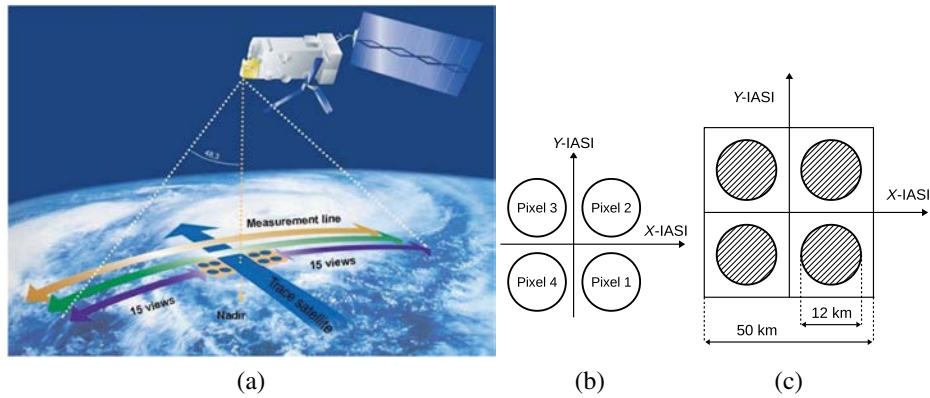 48.3
Measurement line
15 views
15 views
Trace satellite
Nadir
(a)
Y-IASI
Pixel 3
Pixel 2
X-IASI
Pixel 4
Pixel 1
(b)
Y-IASI
X-IASI
12 km
50 km
(c)